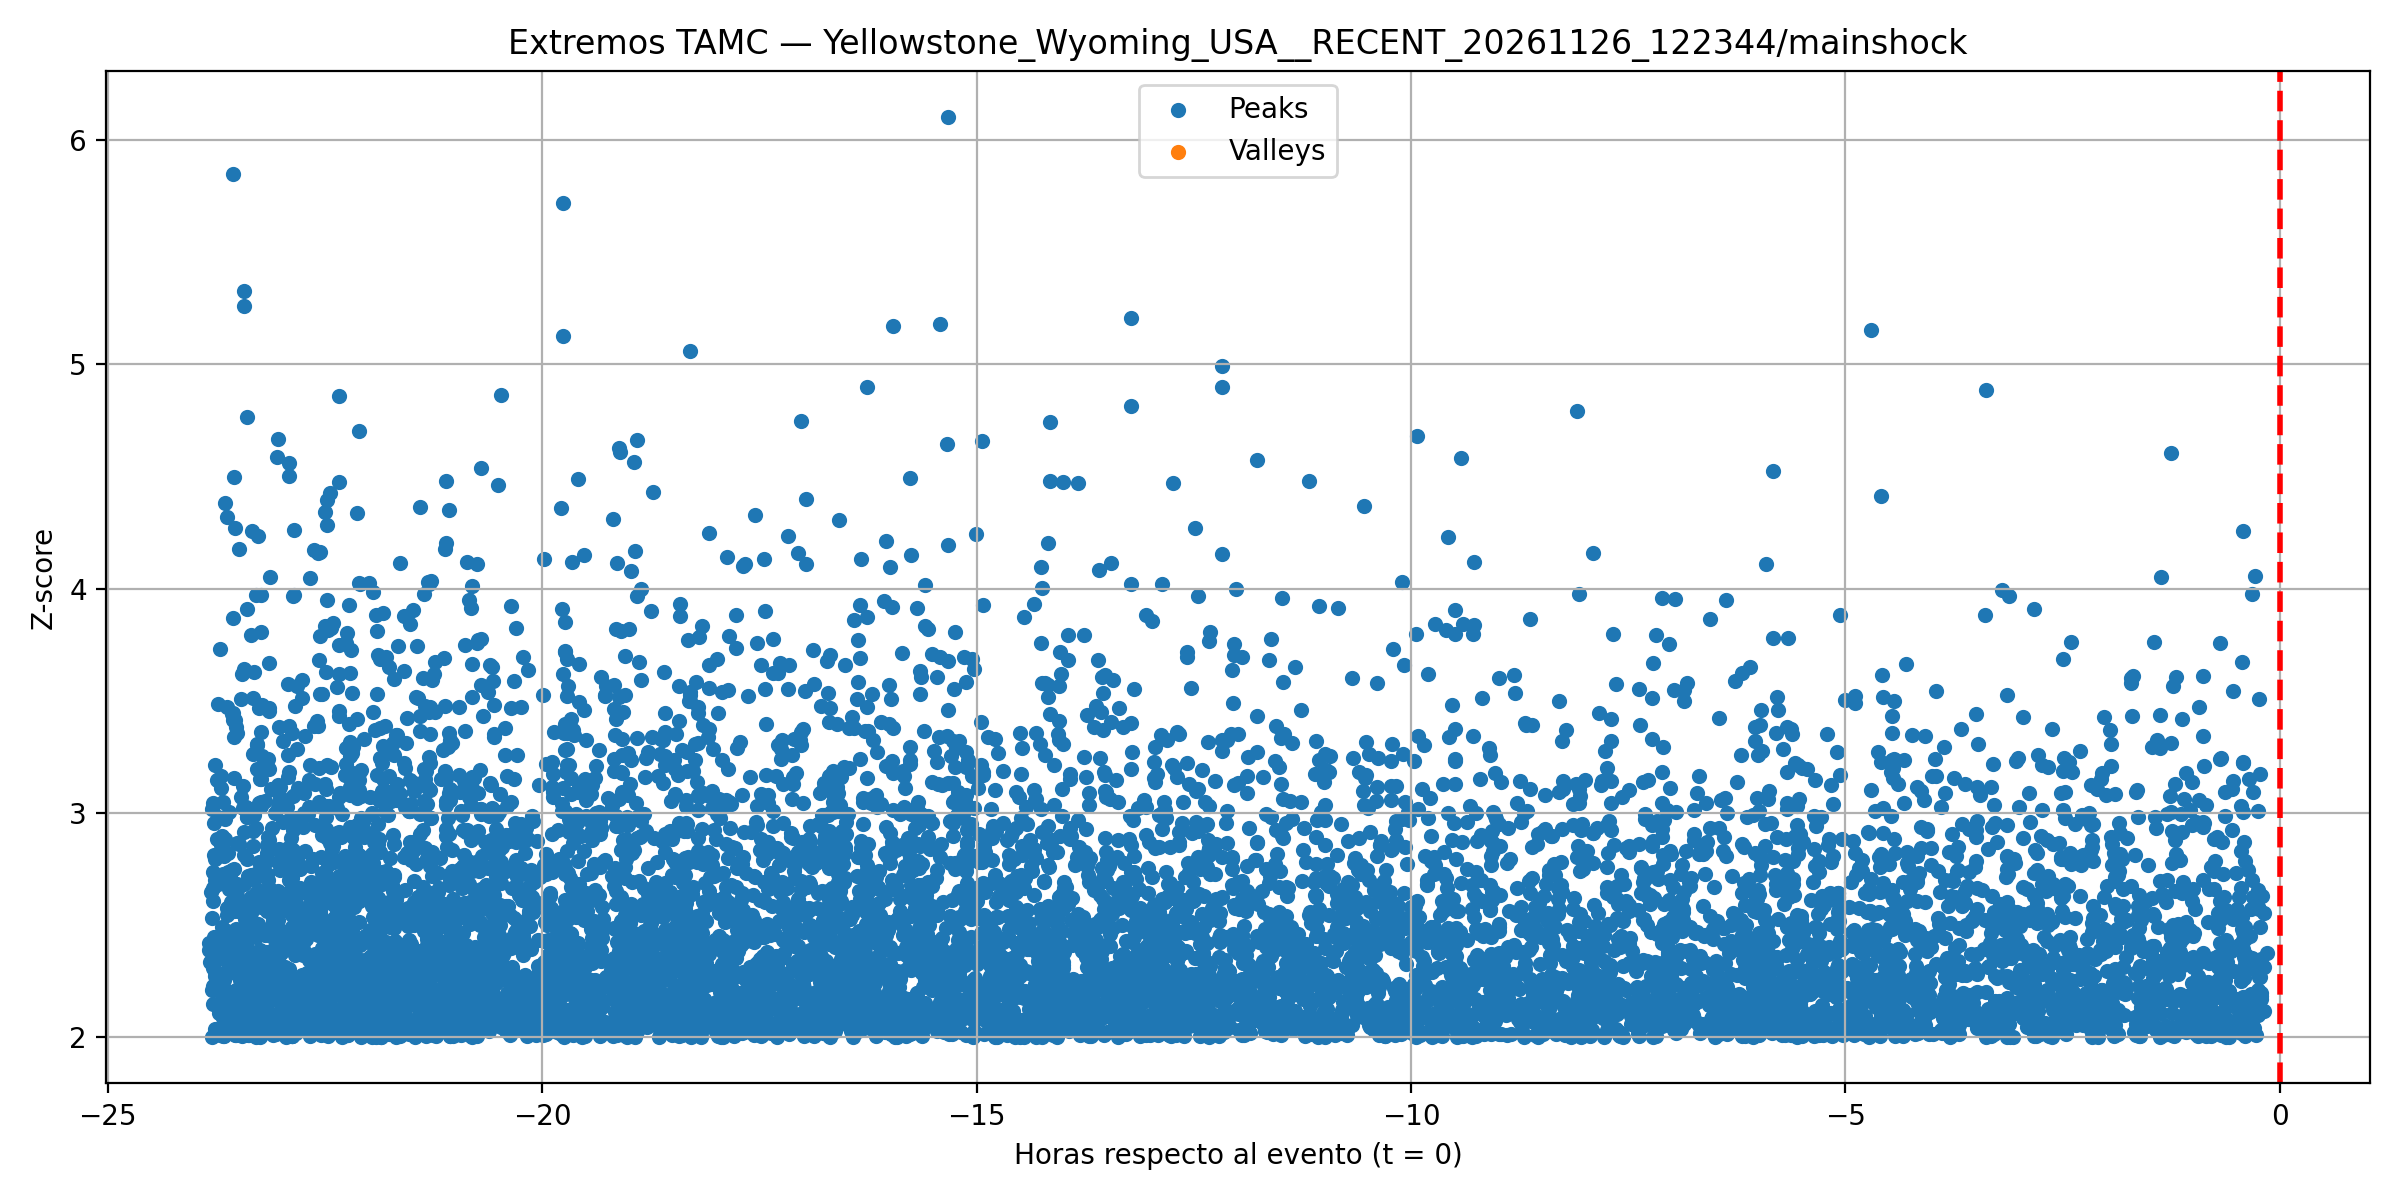 Extremos TAMC — Yellowstone_Wyoming_USA__RECENT_20261126_122344/mainshock
Peaks
Valleys
Z-score
6
5
4
3
2
−25
−20
−15
−10
−5
0
Horas respecto al evento (t = 0)